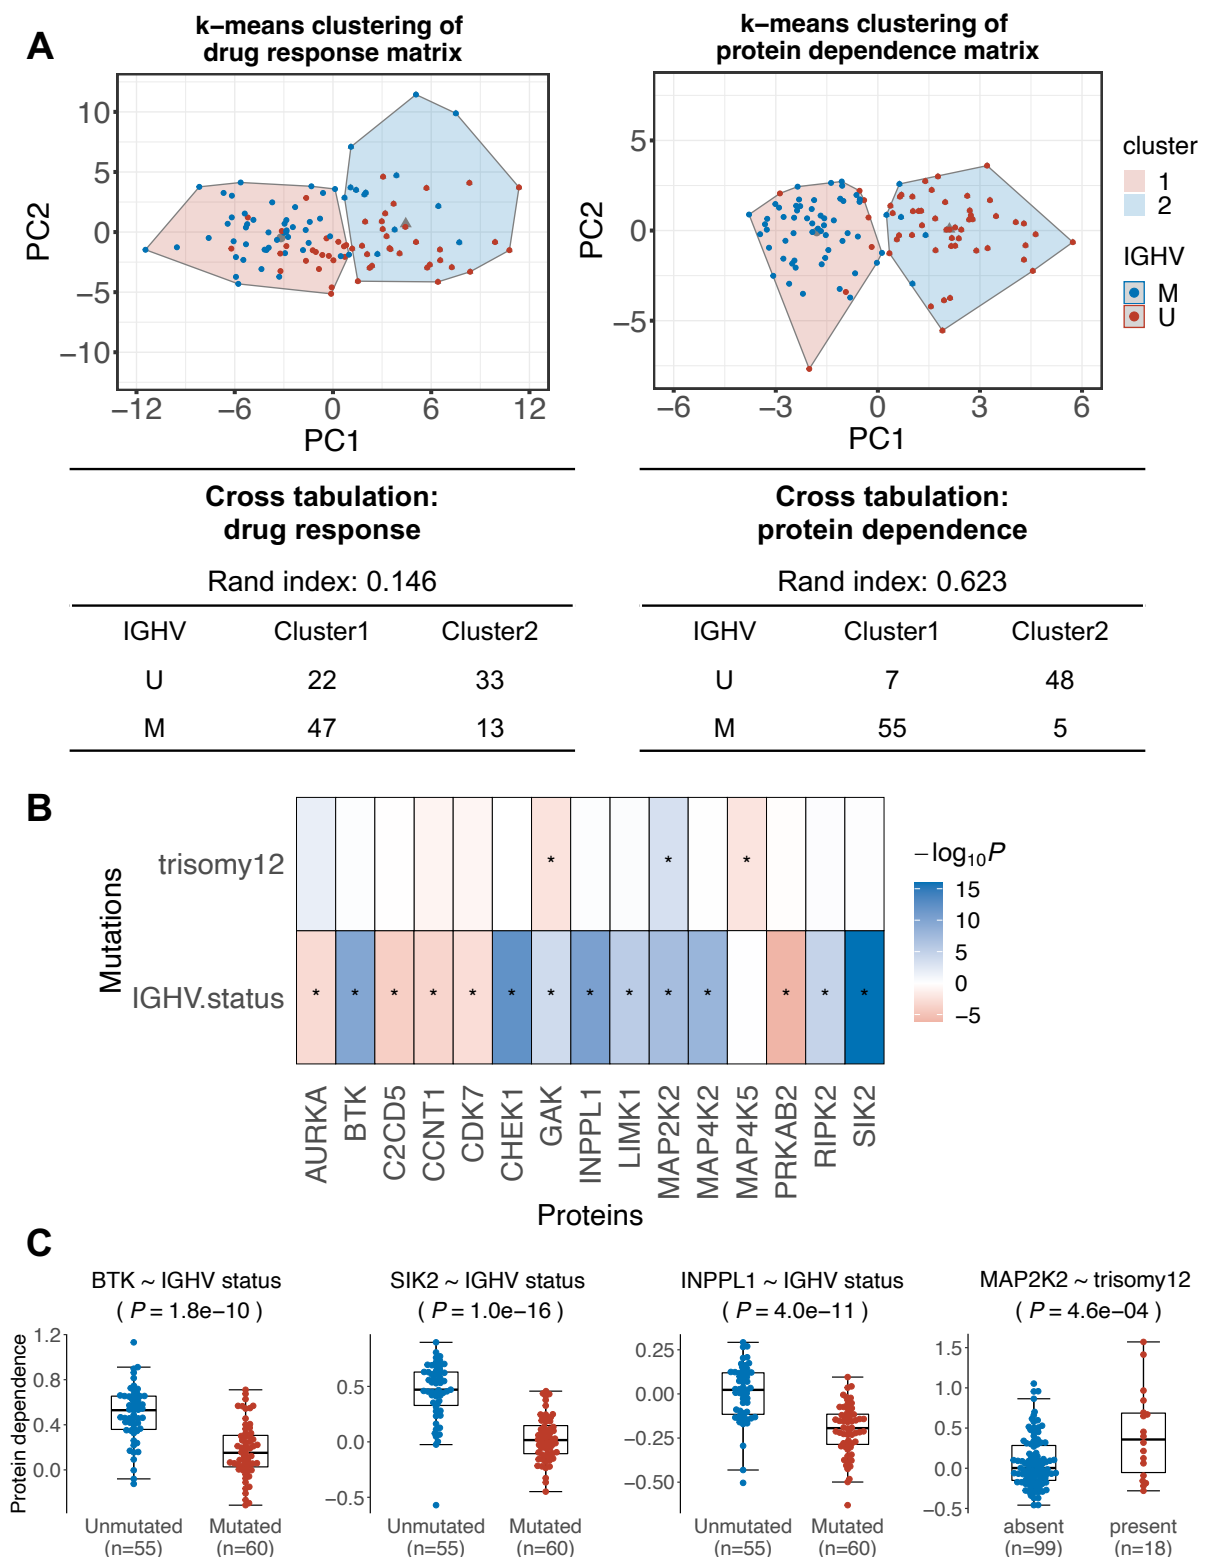 A
k−means clustering of
drug response matrix
k−means clustering of
protein dependence matrix
PC2
10
5
0
−5
−10
−12 −6 0 6 12
PC1
PC2
5
0
−5
−6 −3 0 3 6
PC1
cluster
1
2
IGHV
M
U
Cross tabulation:
drug response
Rand index: 0.146
IGHV Cluster1 Cluster2
U 22 33
M 47 13
Cross tabulation:
protein dependence
Rand index: 0.623
IGHV Cluster1 Cluster2
U 7 48
M 55 5
B
Mutations
trisomy12 * * *
IGHV.status * * * * * * * * * * * * * *
AURKA BTK C2CD5 CCNT1 CDK7 CHEK1 GAK INPPL1 LIMK1 MAP2K2 MAP4K2 MAP4K5 PRKAB2 RIPK2 SIK2
Proteins
−log10P
15
10
5
0
−5
C
Protein dependence
BTK ~ IGHV status
( P = 1.8e−10 )
1.2
0.8
0.4
0.0
Unmutated Mutated
(n=55) (n=60)
SIK2 ~ IGHV status
( P = 1.0e−16 )
0.5
0.0
−0.5
Unmutated Mutated
(n=55) (n=60)
INPPL1 ~ IGHV status
( P = 4.0e−11 )
0.25
0.00
−0.25
−0.50
Unmutated Mutated
(n=55) (n=60)
MAP2K2 ~ trisomy12
( P = 4.6e−04 )
1.5
1.0
0.5
0.0
−0.5
absent present
(n=99) (n=18)